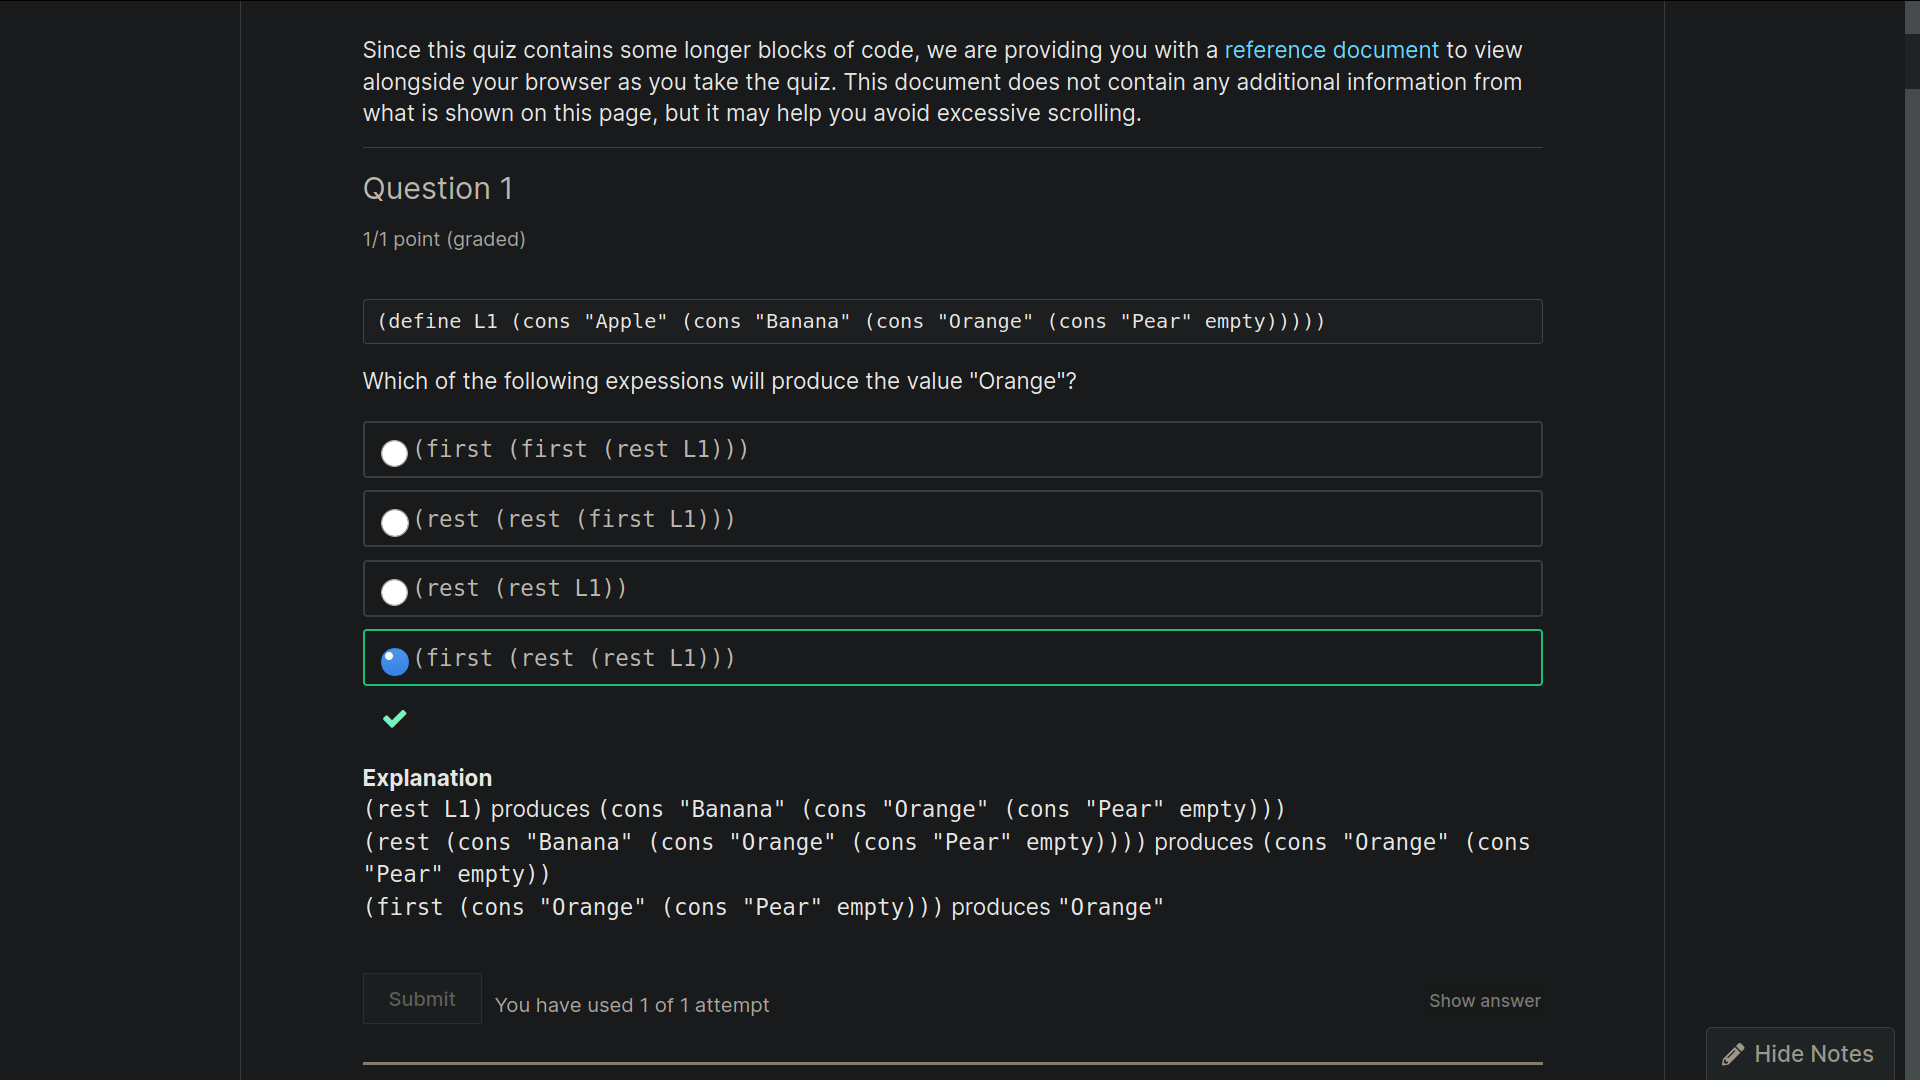 Since this quiz contains some longer blocks of code, we are providing you with a reference document to view
alongside your browser as you take the quiz. This document does not contain any additional information from
what is shown on this page, but it may help you avoid excessive scrolling.
Question 1
1/1 point (graded)
(define L1 (cons "Apple" (cons "Banana" (cons "Orange" (cons "Pear" empty)))))
Which of the following expessions will produce the value "Orange"?
(first (first (rest L1)))
(rest (rest (first L1)))
(rest (rest L1))
(first (rest (rest L1)))
Explanation
(rest L1) produces (cons "Banana" (cons "Orange" (cons "Pear" empty)))
(rest (cons "Banana" (cons "Orange" (cons "Pear" empty)))) produces (cons "Orange" (cons
"Pear" empty))
(first (cons "Orange" (cons "Pear" empty))) produces "Orange"
Submit You have used 1 of 1 attempt Show answer
Hide Notes